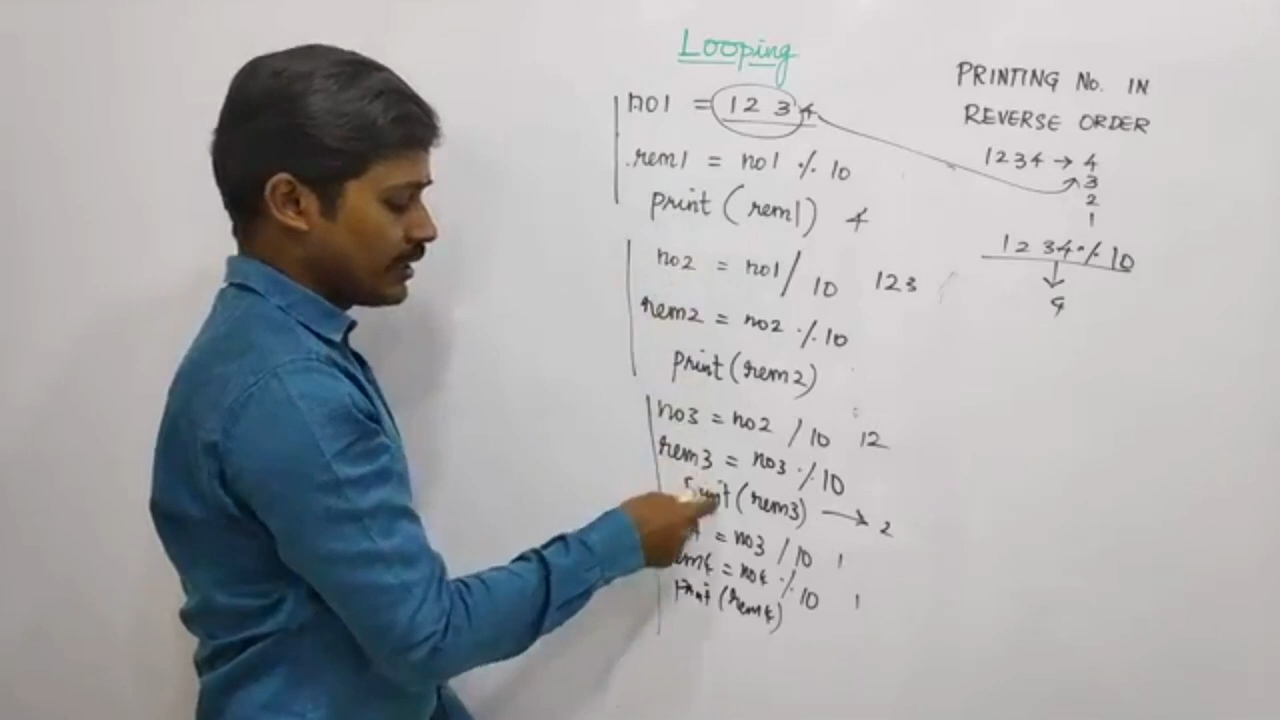 Looping
no1 = 1234
rem1 = no1 % 10
print (rem1) 4
no2 = no1 / 10 123
rem2 = no2 % 10
print (rem2)
no3 = no2 / 10 12
rem3 = no3 % 10
(rem3) → 2
= no3 / 10 1
= no4 % 10 1
print (rem4)
PRINTING No. IN
REVERSE ORDER
1234 → 4
3
2
1
1234 % 10
↓
4